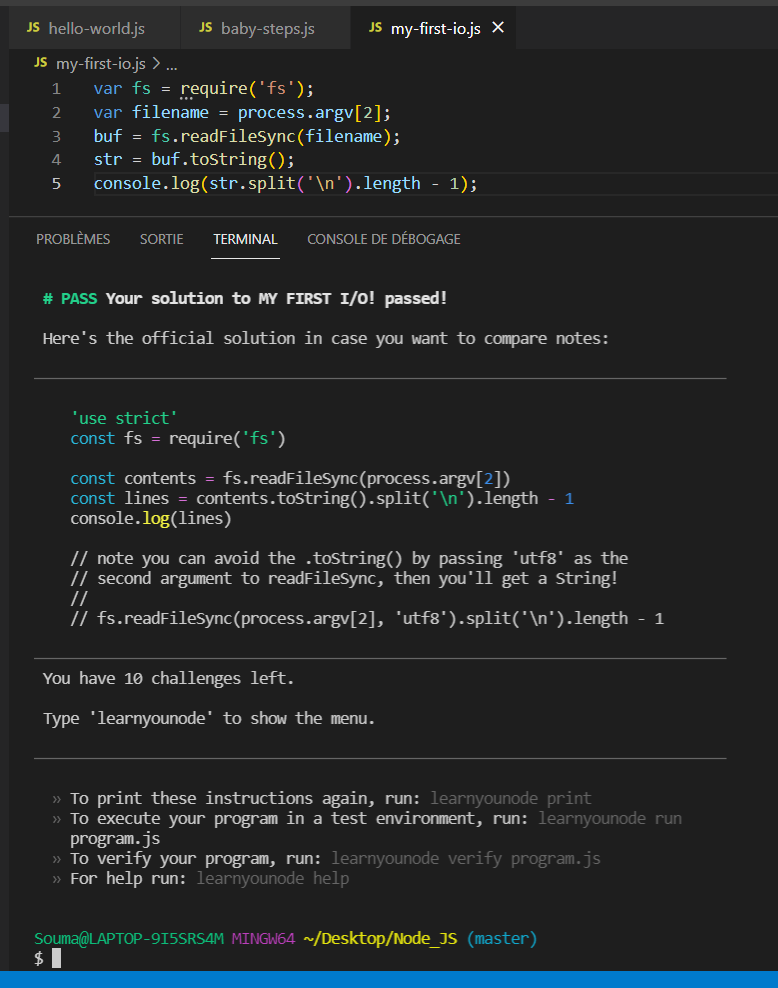 JS hello-world.js JS baby-steps.js JS my-first-io.js ×
JS my-first-io.js > ...
1 var fs = require('fs');
2 var filename = process.argv[2];
3 buf = fs.readFileSync(filename);
4 str = buf.toString();
5 console.log(str.split('\n').length - 1);
PROBLÈMES SORTIE TERMINAL CONSOLE DE DÉBOGAGE
# PASS Your solution to MY FIRST I/O! passed!
Here's the official solution in case you want to compare notes:
'use strict'
const fs = require('fs')
const contents = fs.readFileSync(process.argv[2])
const lines = contents.toString().split('\n').length - 1
console.log(lines)
// note you can avoid the .toString() by passing 'utf8' as the
// second argument to readFileSync, then you'll get a String!
//
// fs.readFileSync(process.argv[2], 'utf8').split('\n').length - 1
You have 10 challenges left.
Type 'learnyounode' to show the menu.
» To print these instructions again, run: learnyounode print
» To execute your program in a test environment, run: learnyounode run
program.js
» To verify your program, run: learnyounode verify program.js
» For help run: learnyounode help
Souma@LAPTOP-9I5SRS4M MINGW64 ~/Desktop/Node_JS (master)
$